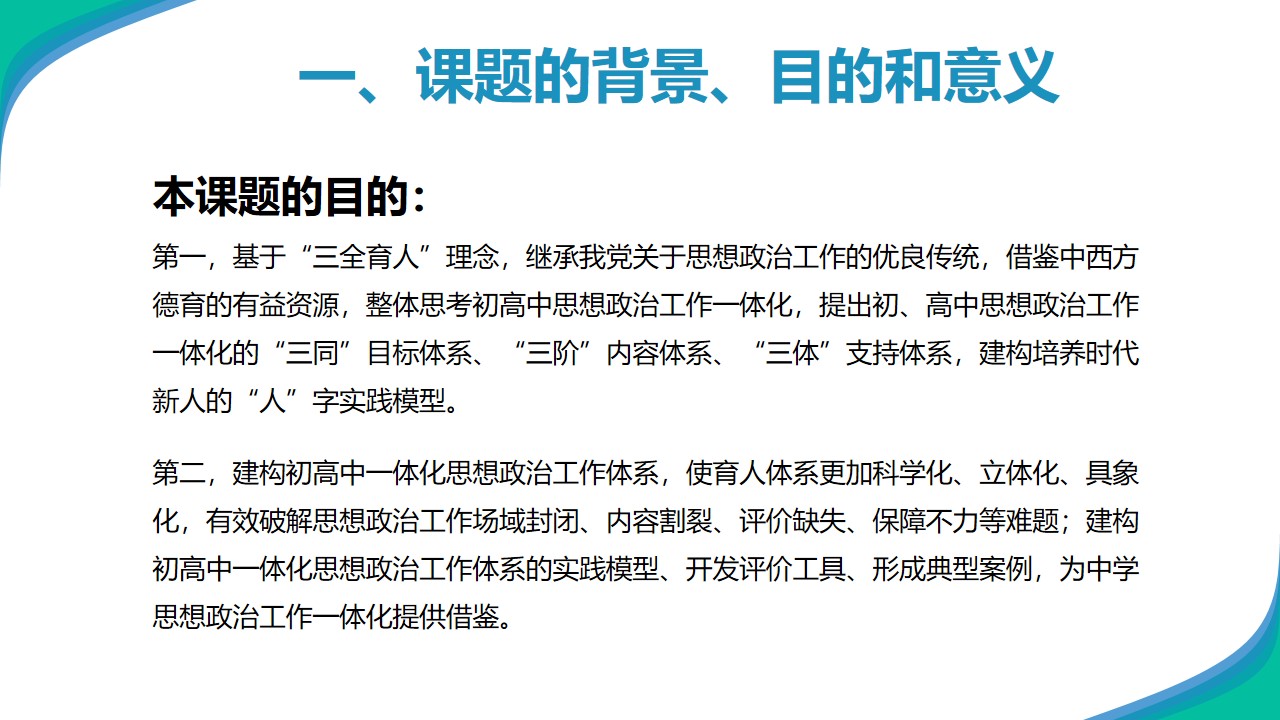 一、课题的背景、目的和意义
本课题的目的：
第一，基于“三全育人”理念，继承我党关于思想政治工作的优良传统，借鉴中西方
德育的有益资源，整体思考初高中思想政治工作一体化，提出初、高中思想政治工作
一体化的“三同”目标体系、“三阶”内容体系、“三体”支持体系，建构培养时代
新人的“人”字实践模型。
第二，建构初高中一体化思想政治工作体系，使育人体系更加科学化、立体化、具象
化，有效破解思想政治工作场域封闭、内容割裂、评价缺失、保障不力等难题；建构
初高中一体化思想政治工作体系的实践模型、开发评价工具、形成典型案例，为中学
思想政治工作一体化提供借鉴。